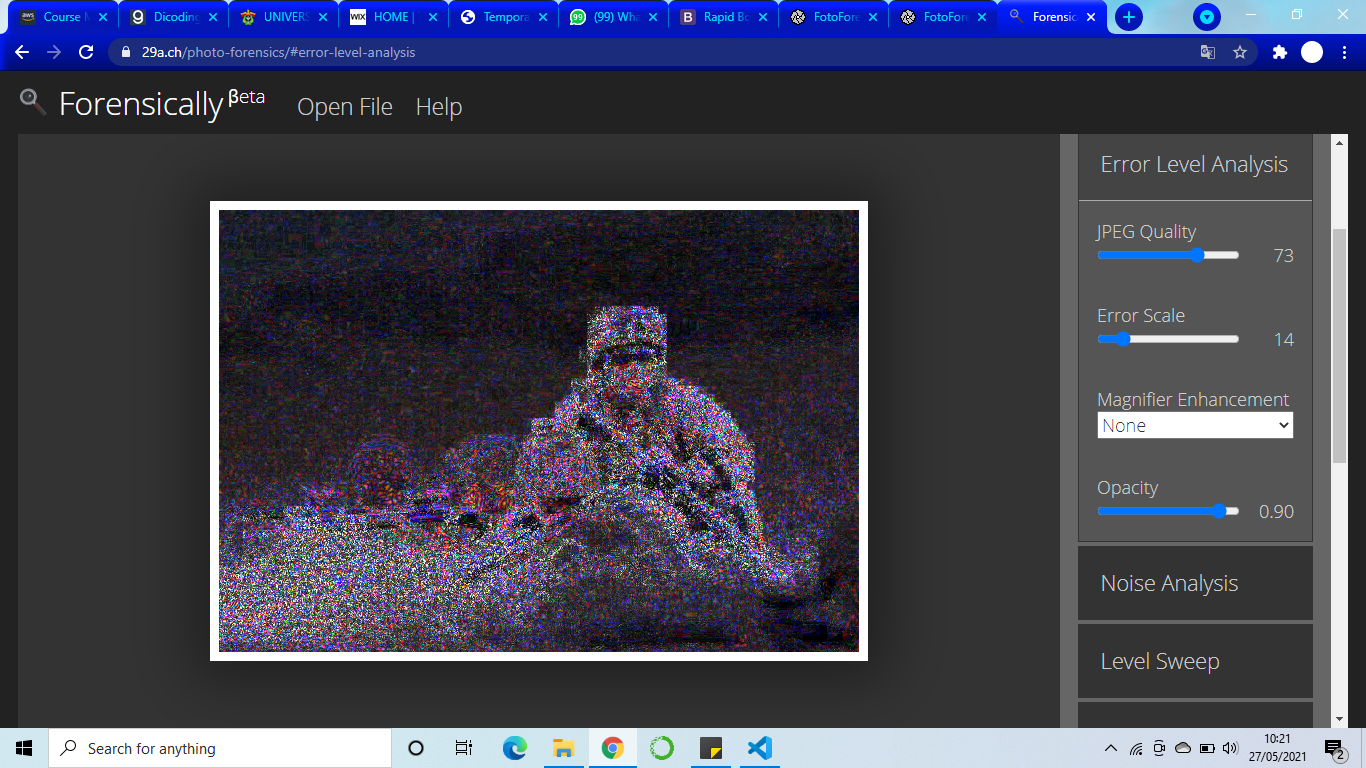 Course M
Dicoding
UNIVERS
HOME |
Tempora
(99) Wha
Rapid Bo
FotoFore
FotoFore
Forensic
29a.ch/photo-forensics/#error-level-analysis
Forensically βeta
Open File
Help
Error Level Analysis
JPEG Quality
73
Error Scale
14
Magnifier Enhancement
None
Opacity
0.90
Noise Analysis
Level Sweep
Search for anything
10:21
27/05/2021
2